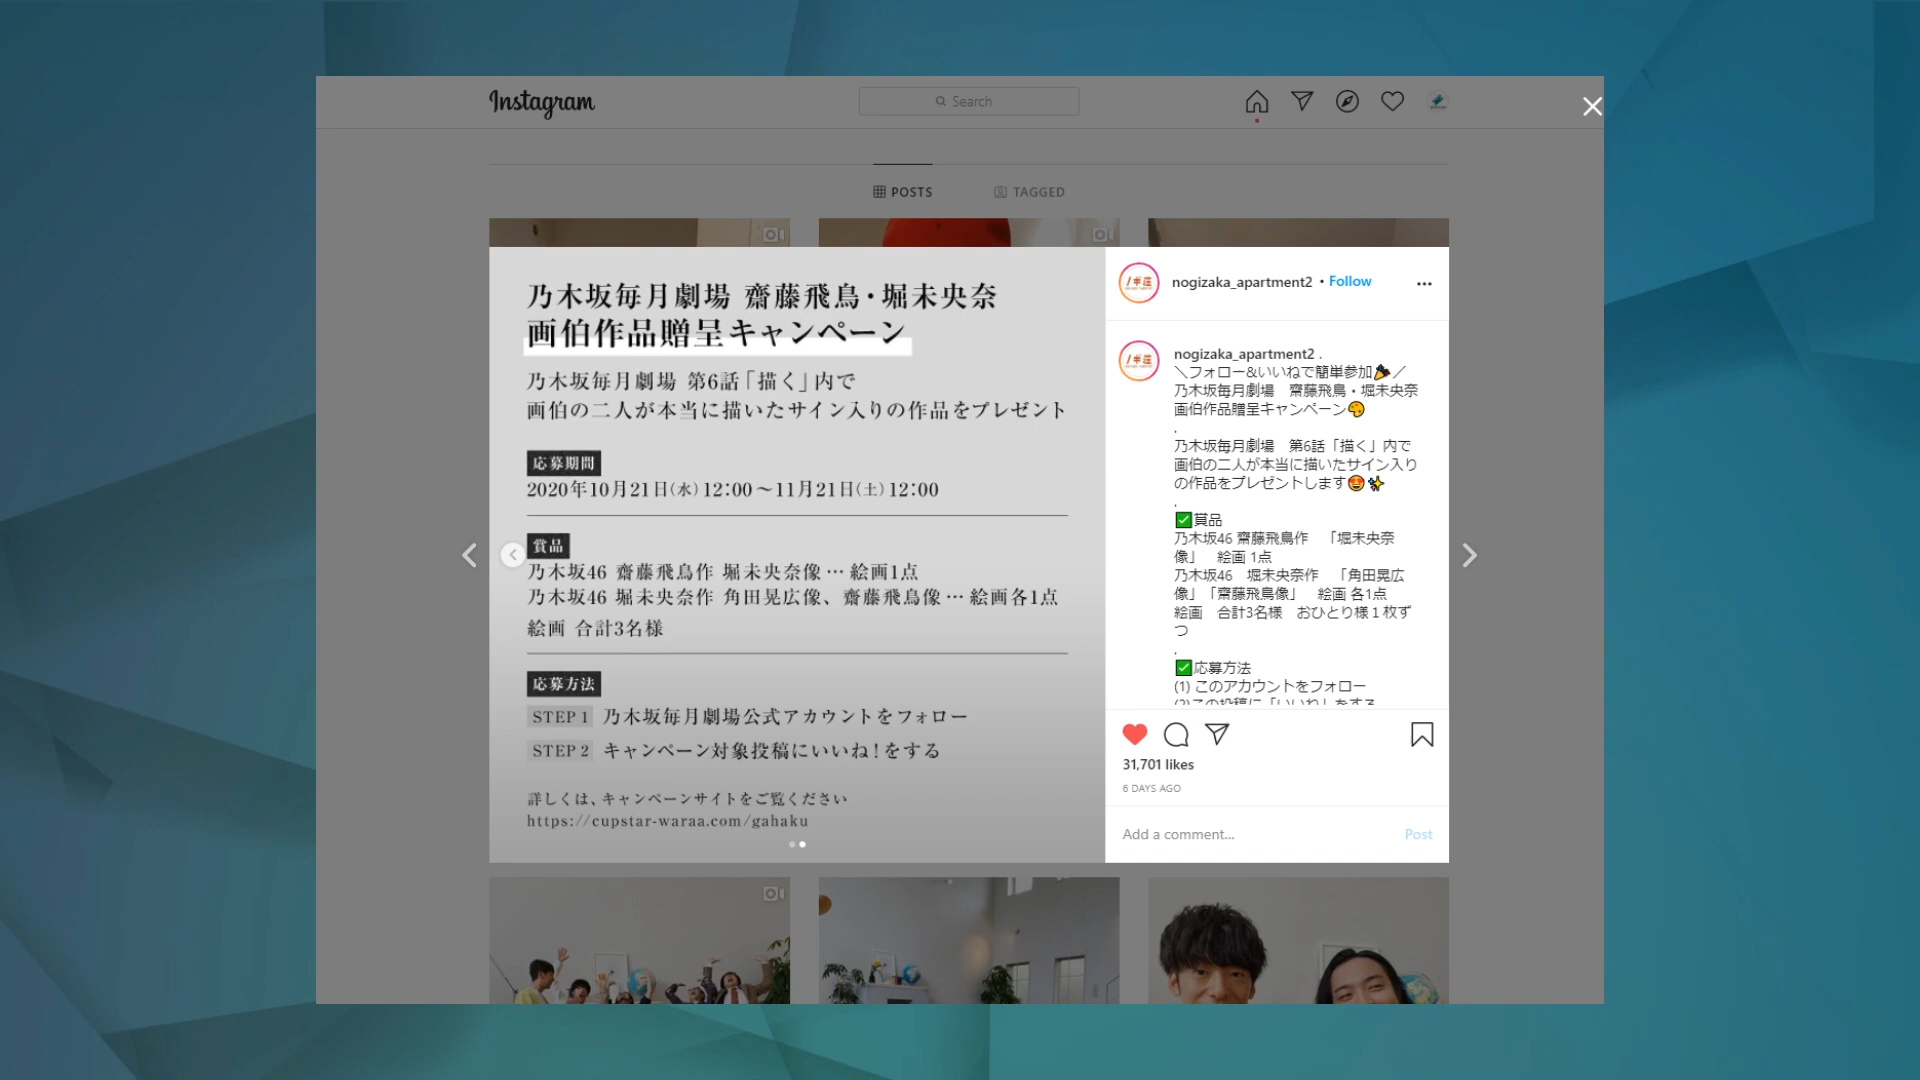 Instagram
Search
POSTS
TAGGED
乃木坂毎月劇場 齋藤飛鳥・堀未央奈
画伯作品贈呈キャンペーン
乃木坂毎月劇場 第6話「描く」内で
画伯の二人が本当に描いたサイン入りの作品をプレゼント
応募期間
2020年10月21日(水)12:00〜11月21日(土)12:00
賞品
乃木坂46 齋藤飛鳥作 堀未央奈像…絵画1点
乃木坂46 堀未央奈作 角田晃広像、齋藤飛鳥像…絵画各1点
絵画 合計3名様
応募方法
STEP 1 乃木坂毎月劇場公式アカウントをフォロー
STEP 2 キャンペーン対象投稿にいいね!をする
詳しくは、キャンペーンサイトをご覧ください
https://cupstar-waraa.com/gahaku
nogizaka_apartment2 • Follow
nogizaka_apartment2 .
＼フォロー&いいねで簡単参加🎉／
乃木坂毎月劇場　齋藤飛鳥・堀未央奈
画伯作品贈呈キャンペーン🎨
.
乃木坂毎月劇場　第6話「描く」内で
画伯の二人が本当に描いたサイン入り
の作品をプレゼントします🤩✨
.
✅賞品
乃木坂46 齋藤飛鳥作　「堀未央奈
像」　絵画 1点
乃木坂46　堀未央奈作　「角田晃広
像」「齋藤飛鳥像」　絵画 各1点
絵画　合計3名様　おひとり様１枚ず
つ
.
✅応募方法
(1) このアカウントをフォロー
(2)この投稿に「いいね」をする
31,701 likes
6 DAYS AGO
Add a comment...
Post